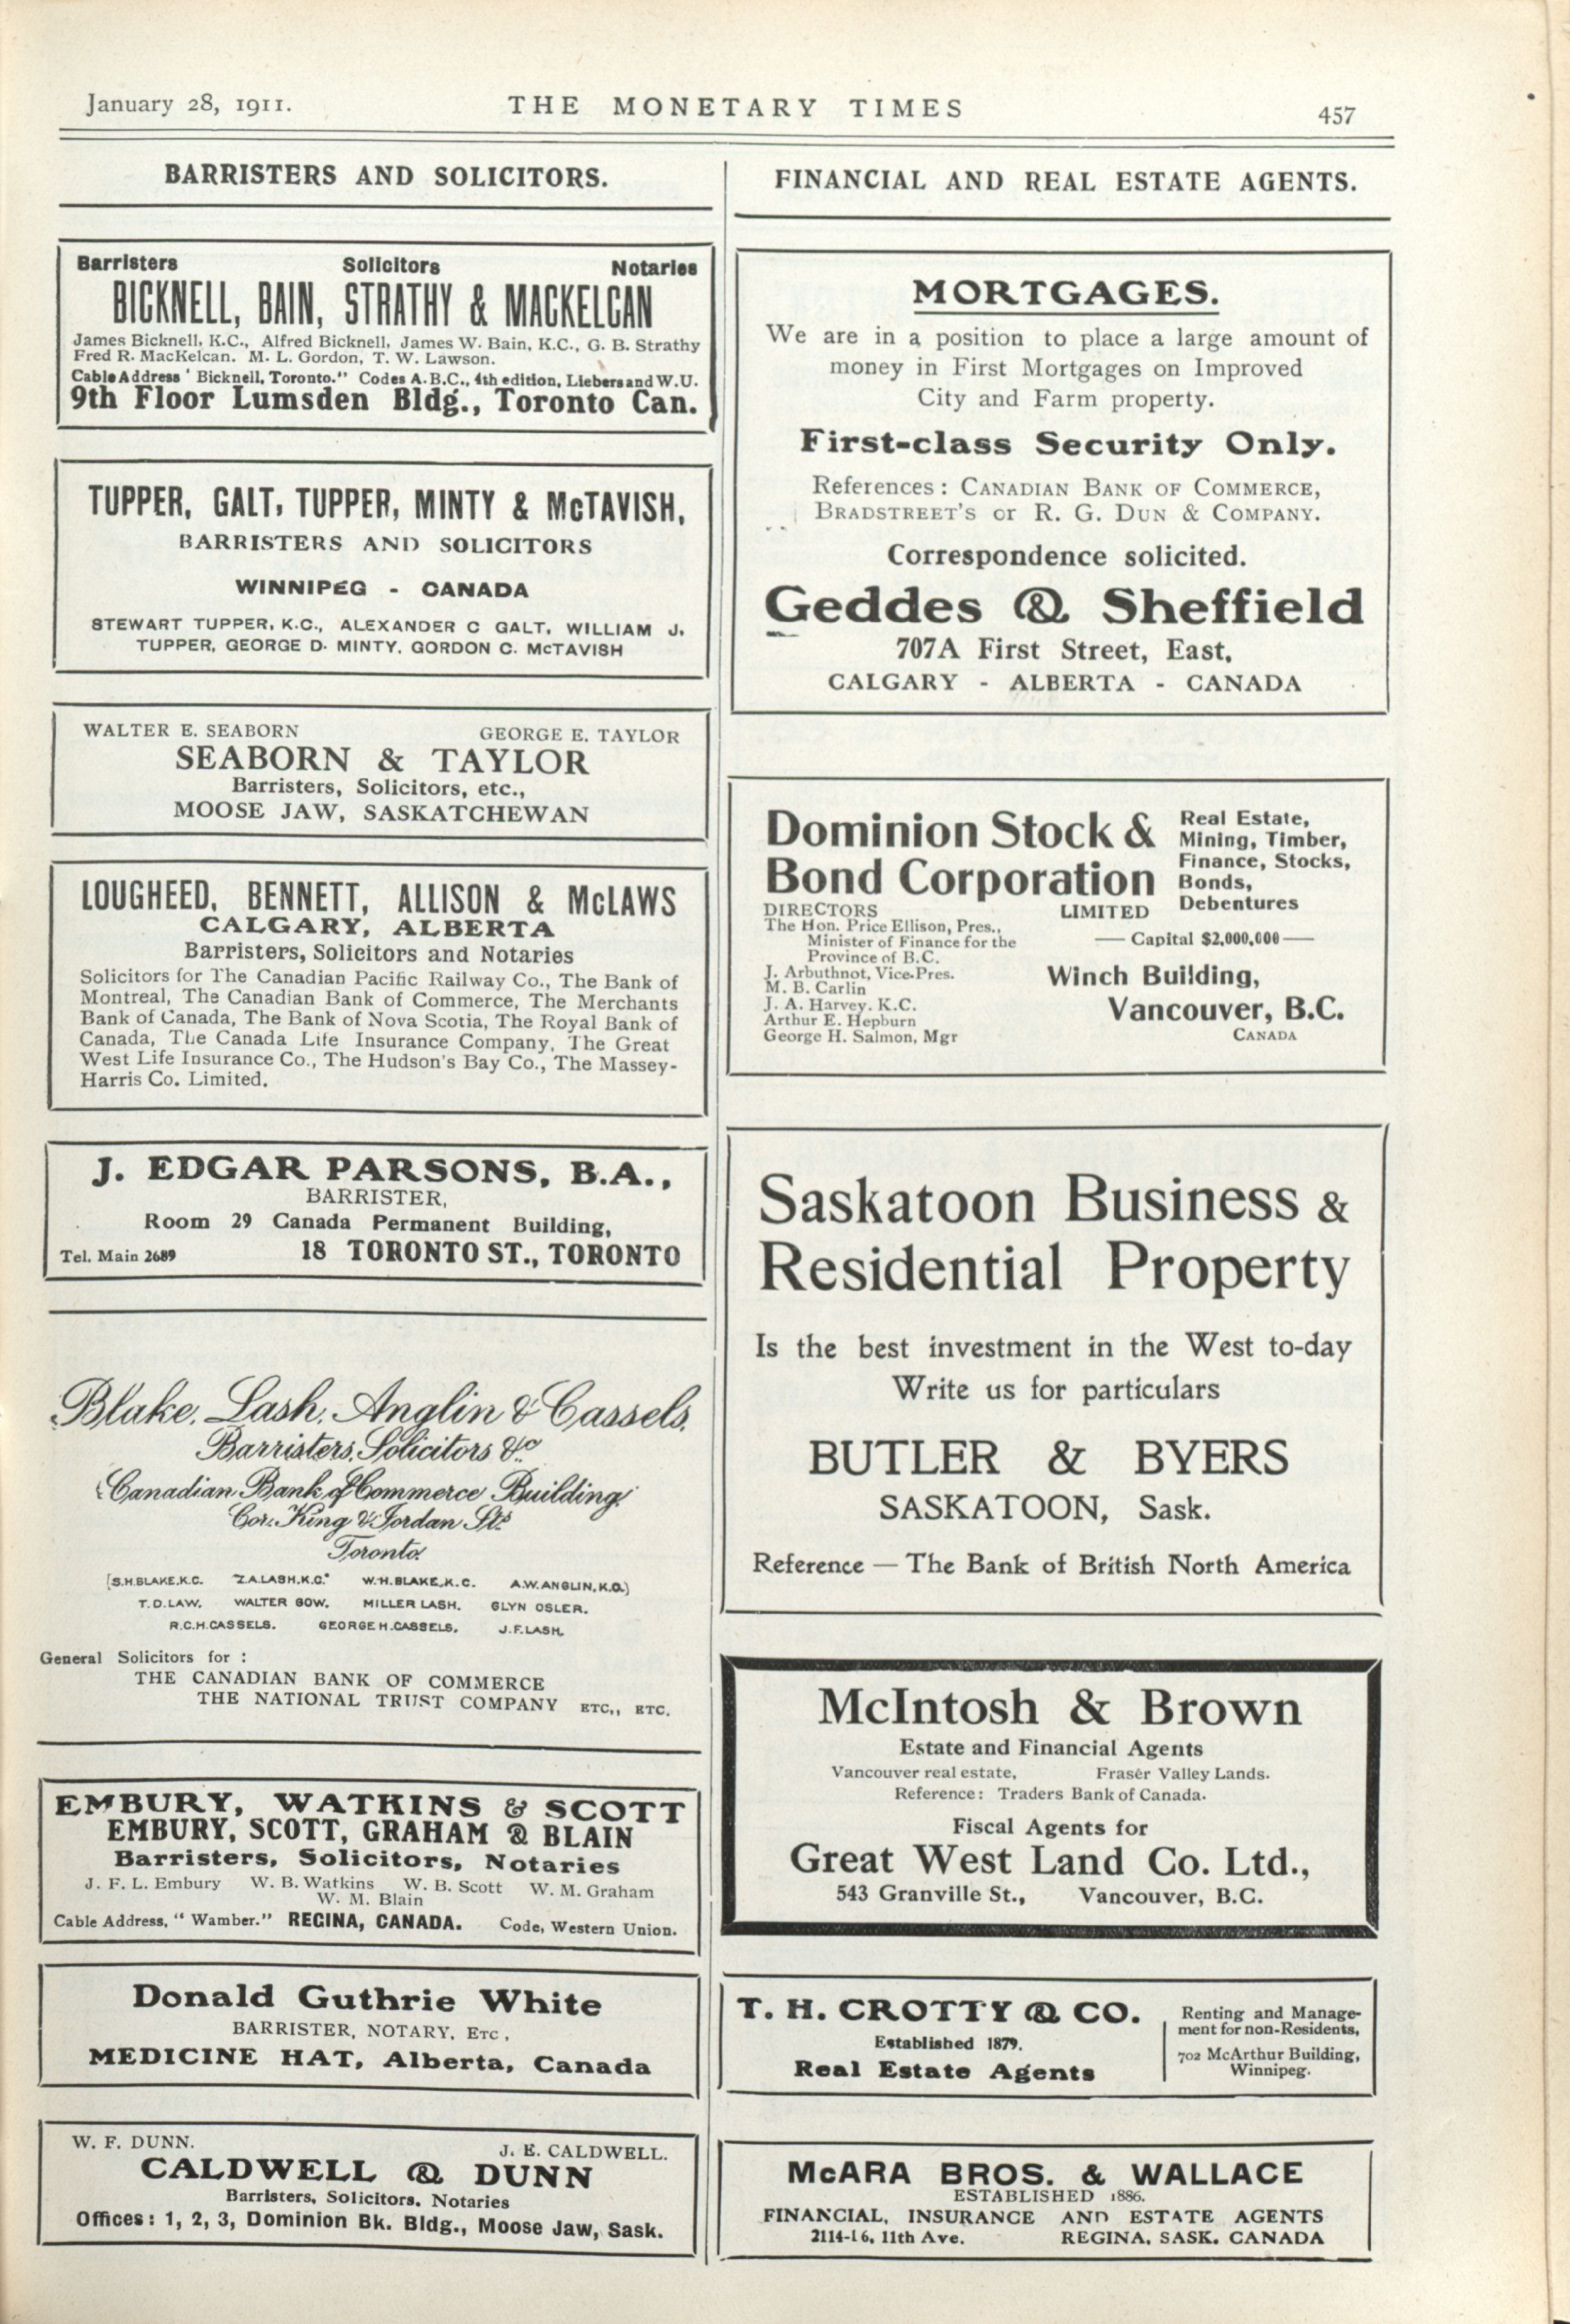 January 28, 1911.
THE MONETARY TIMES
457
BARRISTERS AND SOLICITORS.
Barristers Solicitors Notaries
BICKNELL, BAIN, STRATHY & MACKELCAN
James Bicknell, K.C., Alfred Bicknell, James W. Bain, K.C., G. B. Strathy
Fred R. MacKelcan. M. L. Gordon, T. W. Lawson.
Cable Address ' Bicknell, Toronto." Codes A.B.C., 4th edition, Liebers and W.U.
9th Floor Lumsden Bldg., Toronto Can.
TUPPER, GALT, TUPPER, MINTY & McTAVISH,
BARRISTERS AND SOLICITORS
WINNIPEG - CANADA
STEWART TUPPER, K.C., ALEXANDER C GALT, WILLIAM J.
TUPPER, GEORGE D. MINTY, GORDON C. McTAVISH
WALTER E. SEABORN GEORGE E. TAYLOR
SEABORN & TAYLOR
Barristers, Solicitors, etc.,
MOOSE JAW, SASKATCHEWAN
LOUGHEED, BENNETT, ALLISON & McLAWS
CALGARY, ALBERTA
Barristers, Solicitors and Notaries
Solicitors for The Canadian Pacific Railway Co., The Bank of
Montreal, The Canadian Bank of Commerce, The Merchants
Bank of Canada, The Bank of Nova Scotia, The Royal Bank of
Canada, The Canada Life Insurance Company, The Great
West Life Insurance Co., The Hudson's Bay Co., The Massey-
Harris Co. Limited.
J. EDGAR PARSONS, B.A.,
BARRISTER,
Room 29 Canada Permanent Building,
Tel. Main 2689 18 TORONTO ST., TORONTO
Blake, Lash, Anglin & Cassels,
Barristers, Solicitors &c.
Canadian Bank of Commerce Building,
Cor. King & Jordan Sts.
Toronto.
(S.H.BLAKE,K.C. Z.A.LASH,K.C. W.H.BLAKE,K.C. A.W.ANGLIN,K.C.)
T.D.LAW. WALTER GOW. MILLER LASH. GLYN OSLER.
R.C.H.CASSELS. GEORGE H.CASSELS. J.F.LASH.
General Solicitors for :
THE CANADIAN BANK OF COMMERCE
THE NATIONAL TRUST COMPANY ETC., ETC.
EMBURY, WATKINS & SCOTT
EMBURY, SCOTT, GRAHAM & BLAIN
Barristers, Solicitors, Notaries
J. F. L. Embury W. B. Watkins W. B. Scott W. M. Graham
W. M. Blain
Cable Address, "Wamber." REGINA, CANADA. Code, Western Union.
Donald Guthrie White
BARRISTER, NOTARY, ETC,
MEDICINE HAT, Alberta, Canada
W. F. DUNN. J. E. CALDWELL.
CALDWELL & DUNN
Barristers, Solicitors. Notaries
Offices: 1, 2, 3, Dominion Bk. Bldg., Moose Jaw, Sask.
FINANCIAL AND REAL ESTATE AGENTS.
MORTGAGES.
We are in a position to place a large amount of
money in First Mortgages on Improved
City and Farm property.
First-class Security Only.
References: CANADIAN BANK OF COMMERCE,
BRADSTREET'S or R. G. DUN & COMPANY.
Correspondence solicited.
Geddes & Sheffield
707A First Street, East,
CALGARY - ALBERTA - CANADA
Dominion Stock &
Bond Corporation
LIMITED
Real Estate,
Mining, Timber,
Finance, Stocks,
Bonds,
Debentures
DIRECTORS
The Hon. Price Ellison, Pres.,
Minister of Finance for the
Province of B.C.
J. Arbuthnot, Vice-Pres.
M. B. Carlin
J. A. Harvey. K.C.
Arthur E. Hepburn
George H. Salmon, Mgr
— Capital $2,000,000 —
Winch Building,
Vancouver, B.C.
CANADA
Saskatoon Business &
Residential Property
Is the best investment in the West to-day
Write us for particulars
BUTLER & BYERS
SASKATOON, Sask.
Reference — The Bank of British North America
McIntosh & Brown
Estate and Financial Agents
Vancouver real estate, Fraser Valley Lands.
Reference: Traders Bank of Canada.
Fiscal Agents for
Great West Land Co. Ltd.,
543 Granville St., Vancouver, B.C.
T. H. CROTTY & CO.
Established 1879.
Real Estate Agents
Renting and Manage-
ment for non-Residents,
702 McArthur Building,
Winnipeg.
McARA BROS. & WALLACE
ESTABLISHED 1886.
FINANCIAL, INSURANCE AND ESTATE AGENTS
2114-16, 11th Ave. REGINA, SASK. CANADA